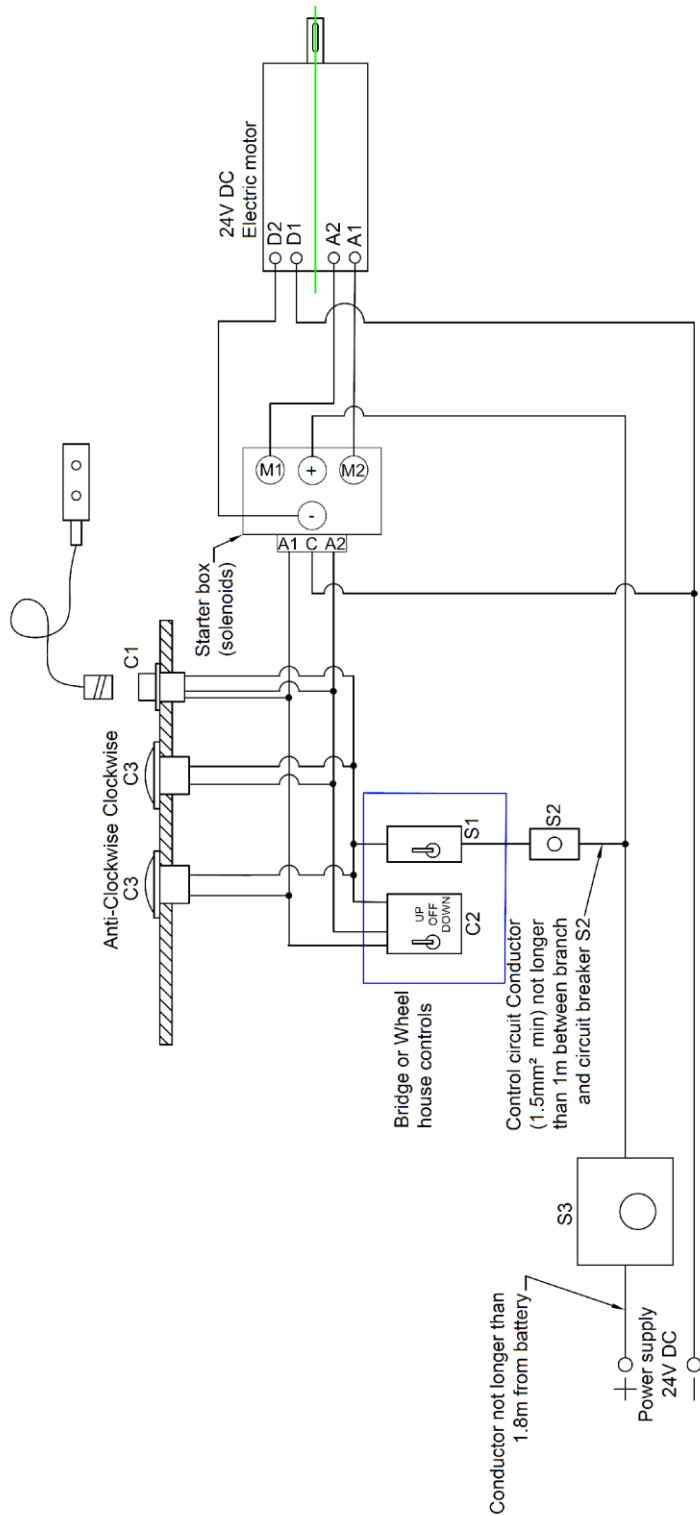 24V DC
Electric motor
D2
D1
A2
A1
Starter box
(solenoids)
M1
+
M2
-
A1 C A2
Anti-Clockwise Clockwise
C3
C3
C1
Bridge or Wheel
house controls
UP
OFF
DOWN
C2
S1
S2
Control circuit Conductor
(1.5mm² min) not longer
than 1m between branch
and circuit breaker S2
S3
Conductor not longer than
1.8m from battery
+
Power supply
24V DC
-